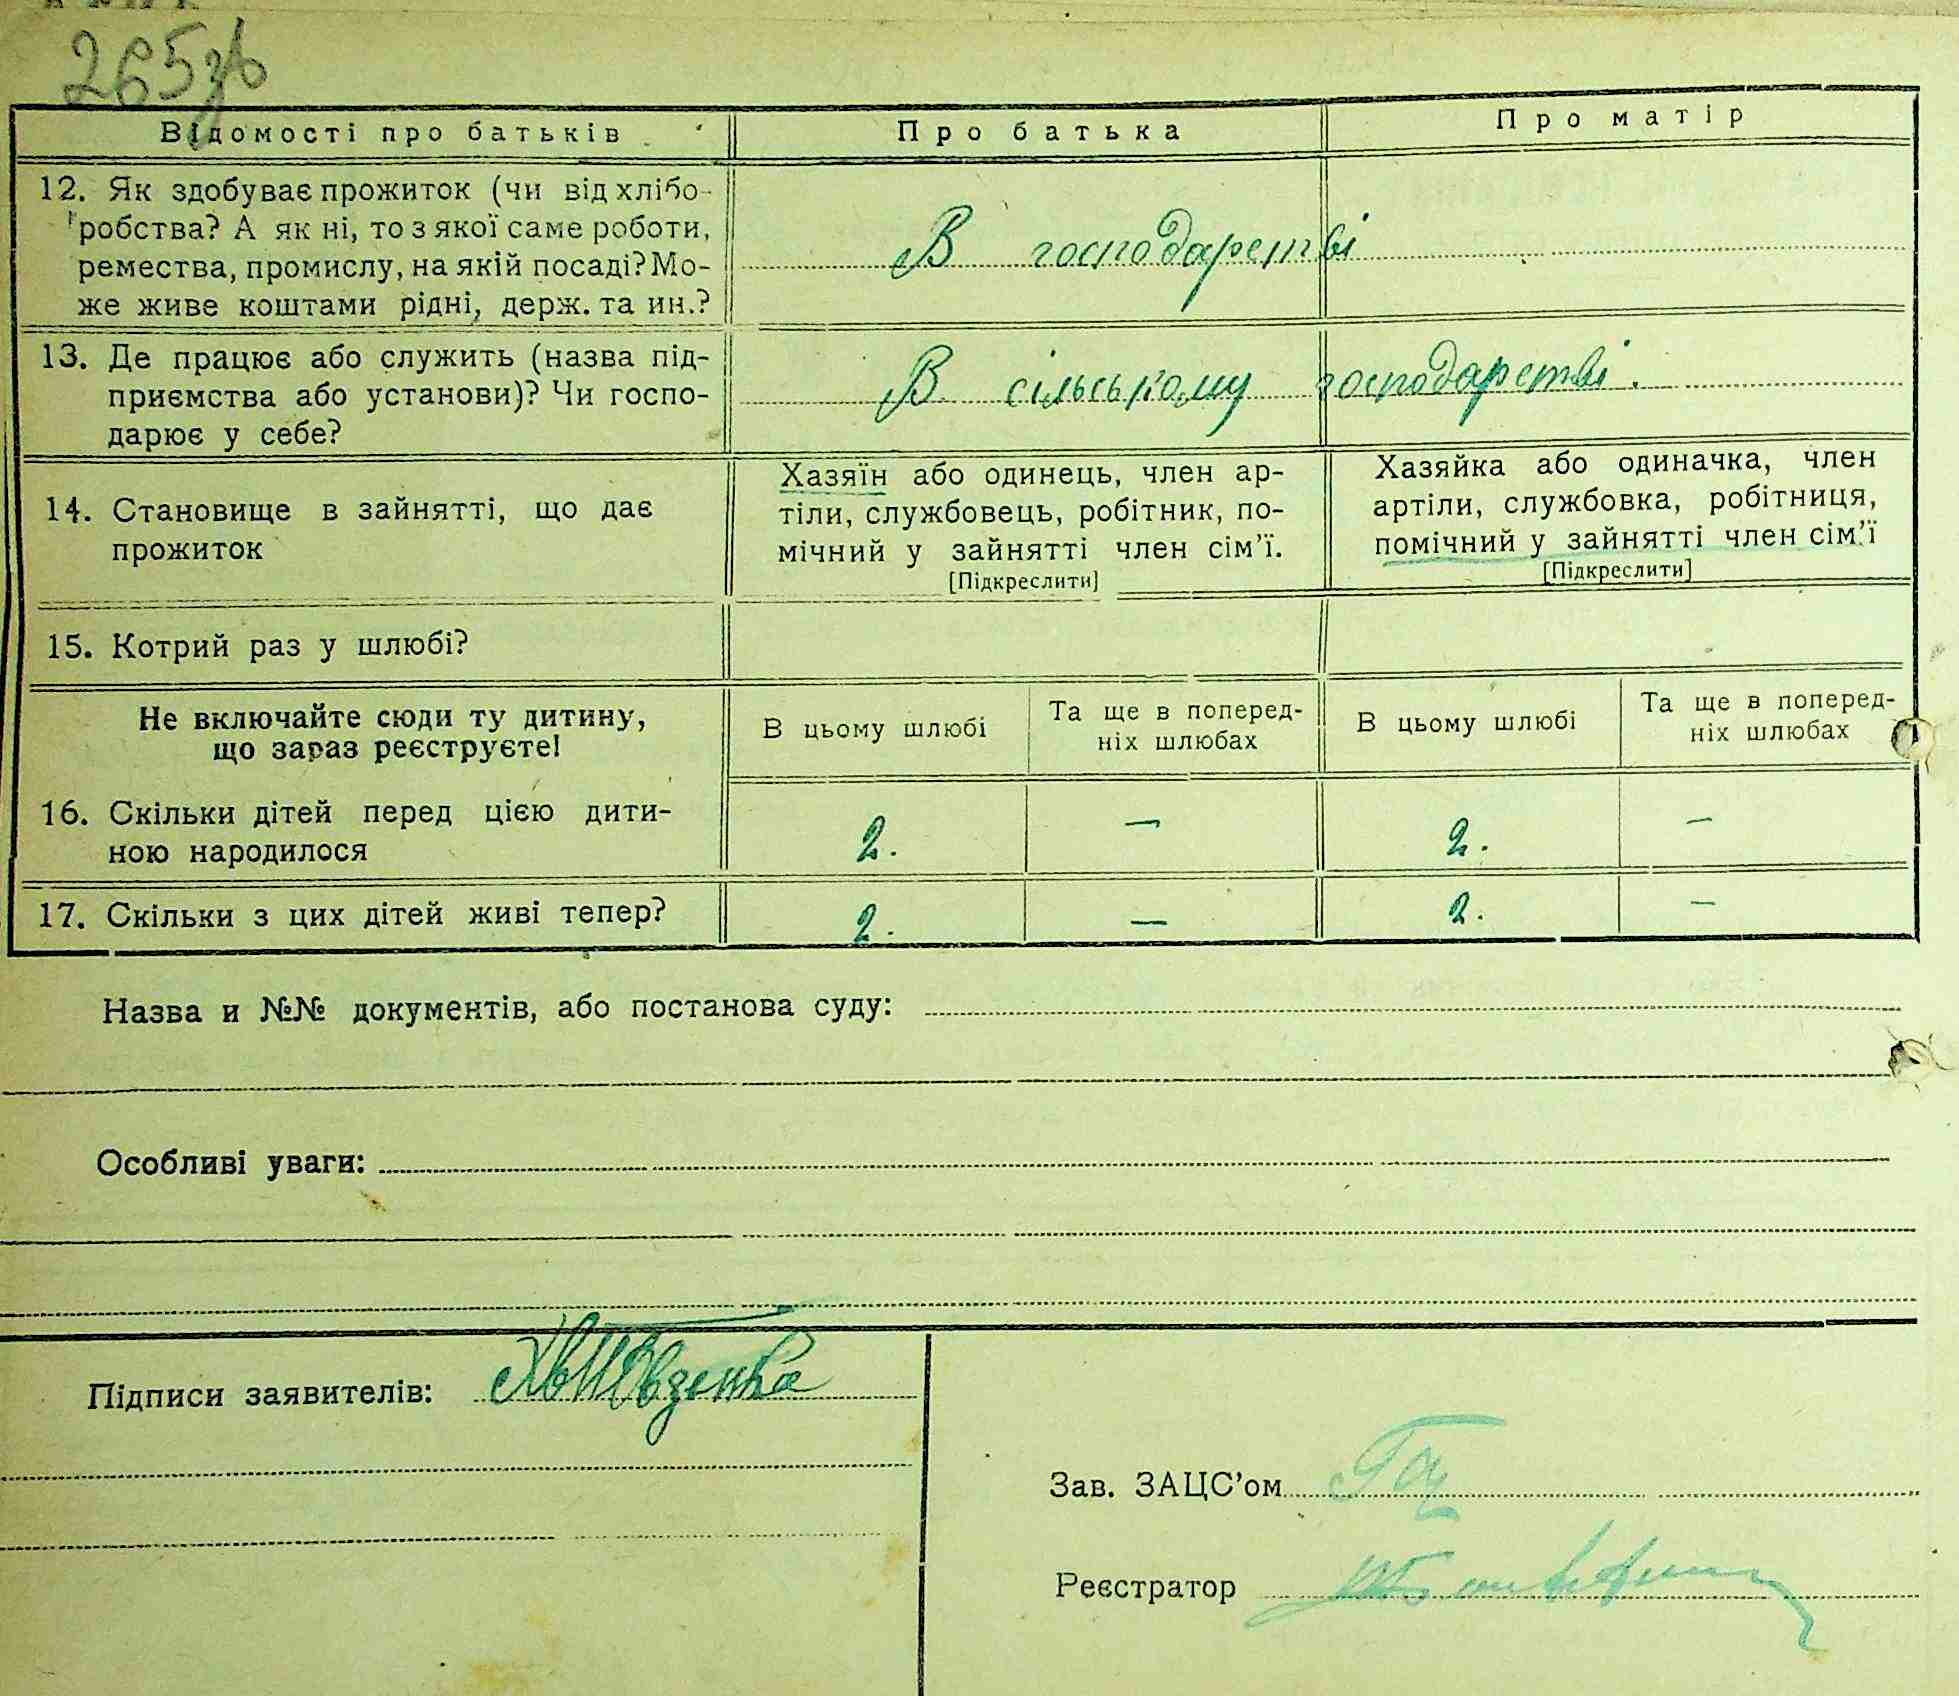 265зв
Відомості про батьків
Про батька
Про матір
12. Як здобуває прожиток (чи від хлібо-
робства? А як ні, то з якої саме роботи,
ремества, промислу, на якій посаді? Мо-
же живе коштами рідні, держ. та ин.?
В господарстві
13. Де працює або служить (назва під-
приємства або установи)? Чи госпо-
дарює у себе?
В сільському господарстві.
14. Становище в зайнятті, що дає
прожиток
Хазяїн або одинець, член ар-
тіли, службовець, робітник, по-
мічний у зайнятті член сім’ї.
[Підкреслити]
Хазяйка або одиначка, член
артіли, службовка, робітниця,
помічний у зайнятті член сім’ї
[Підкреслити]
15. Котрий раз у шлюбі?
Не включайте сюди ту дитину,
що зараз реєструєте!
В цьому шлюбі
Та ще в поперед-
ніх шлюбах
В цьому шлюбі
Та ще в поперед-
ніх шлюбах
16. Скільки дітей перед цією дити-
ною народилося
2. — 2. —
17. Скільки з цих дітей живі тепер?
2. — 2. —
Назва и №№ документів, або постанова суду:
Особливі уваги:
Підписи заявителів:
Зав. ЗАЦС’ом
Реєстратор